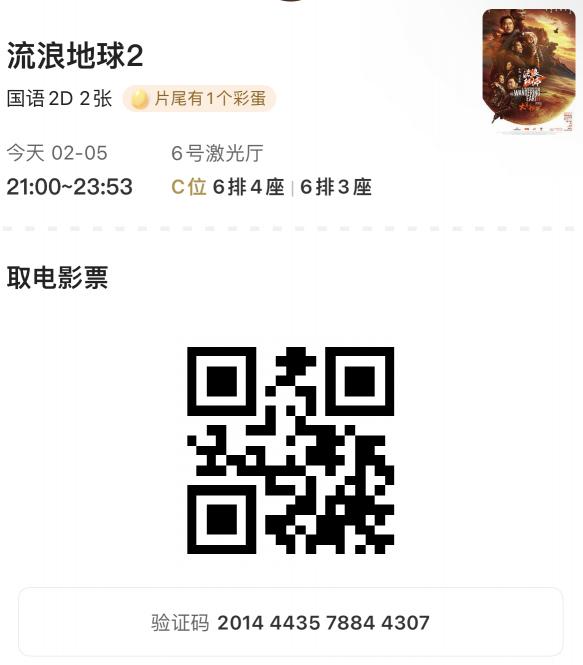 流浪地球2
国语 2D 2张 片尾有1个彩蛋
今天 02-05 6号激光厅
21:00~23:53 C位 6排4座 | 6排3座
取电影票
验证码 2014 4435 7884 4307